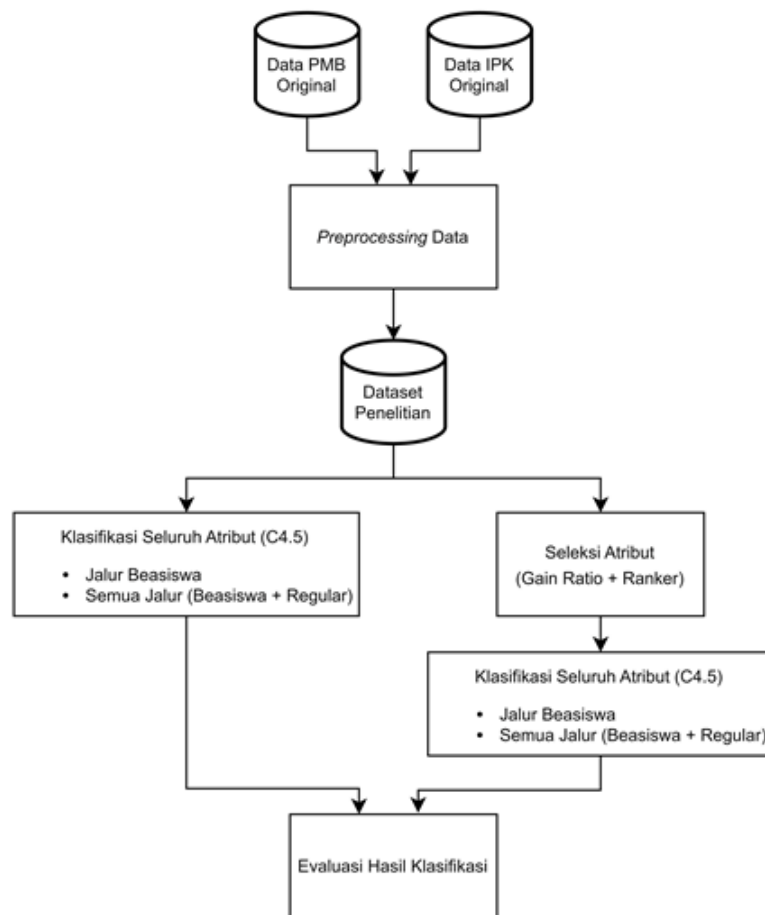 Data PMB
Original
Data IPK
Original
Preprocessing Data
Dataset
Penelitian
Klasifikasi Seluruh Atribut (C4.5)
• Jalur Beasiswa
• Semua Jalur (Beasiswa + Regular)
Seleksi Atribut
(Gain Ratio + Ranker)
Klasifikasi Seluruh Atribut (C4.5)
• Jalur Beasiswa
• Semua Jalur (Beasiswa + Regular)
Evaluasi Hasil Klasifikasi